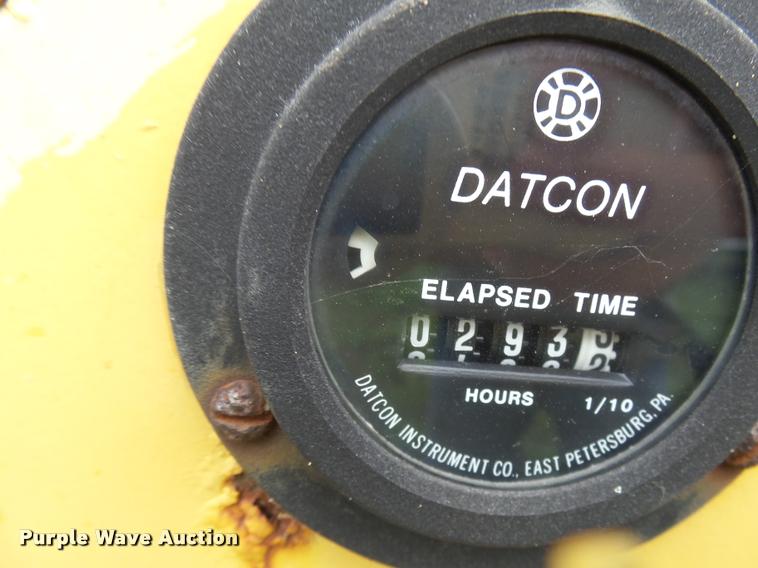 D
DATCON
ELAPSED TIME
0 2 9 3
HOURS 1/10
DATCON INSTRUMENT CO., EAST PETERSBURG, PA.
Purple Wave Auction